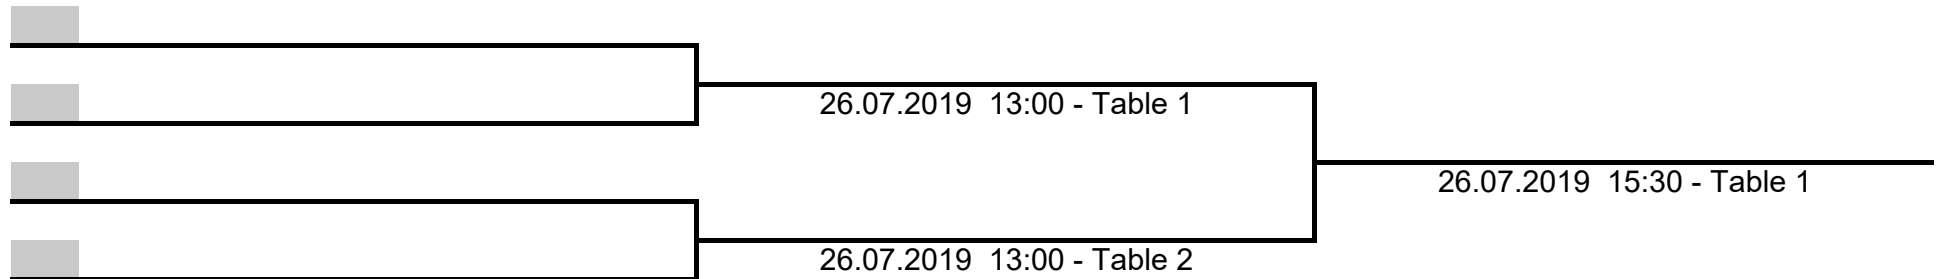 26.07.2019  13:00 - Table 1
26.07.2019  15:30 - Table 1
26.07.2019  13:00 - Table 2